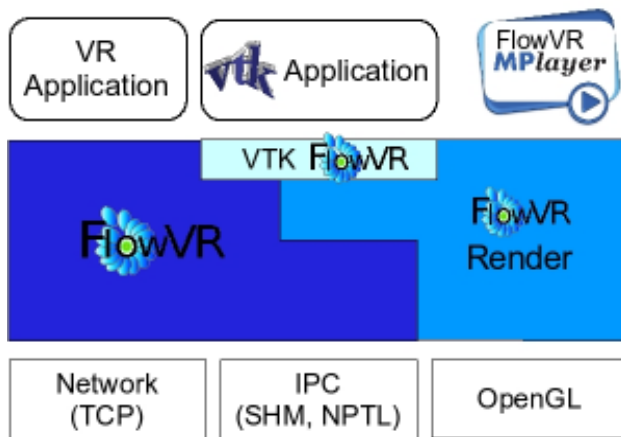 VR
Application
vtk Application
FlowVR
MPlayer
VTK FlowVR
FlowVR
FlowVR
Render
Network
(TCP)
IPC
(SHM, NPTL)
OpenGL